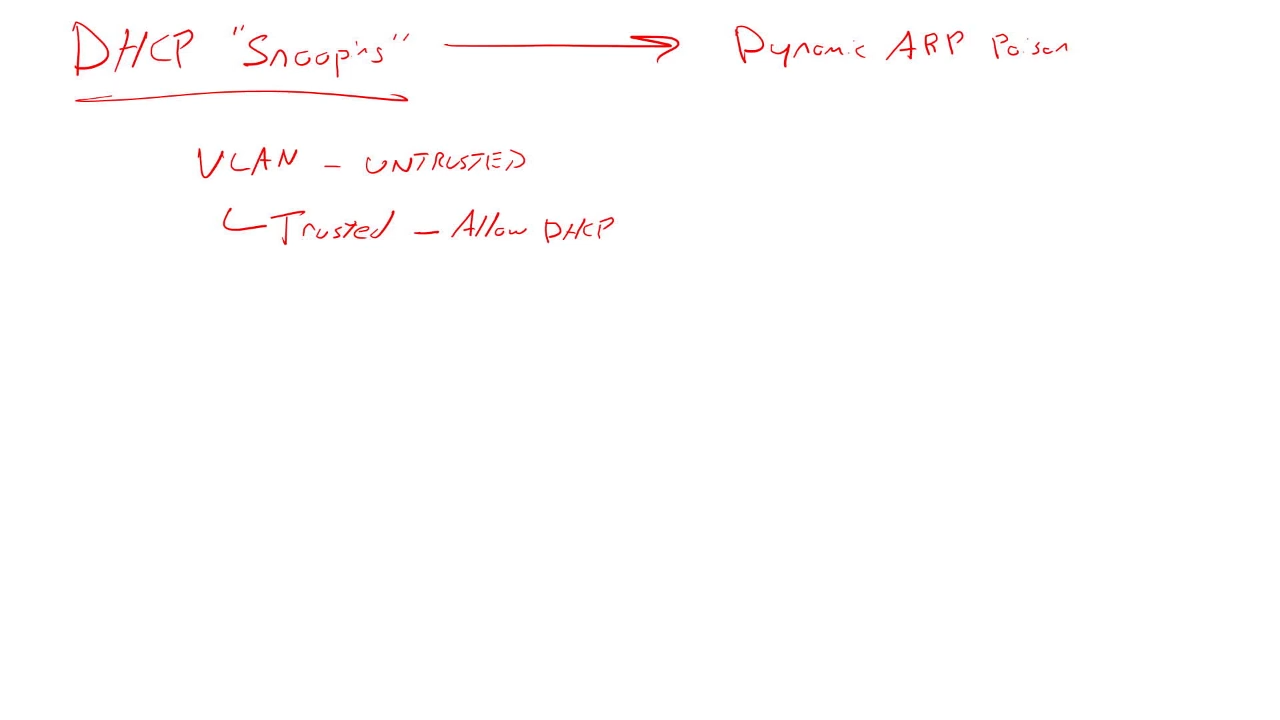 DHCP "Snooping" → Dynamic ARP Poison
VLAN - UNTRUSTED
Trusted - Allow DHCP